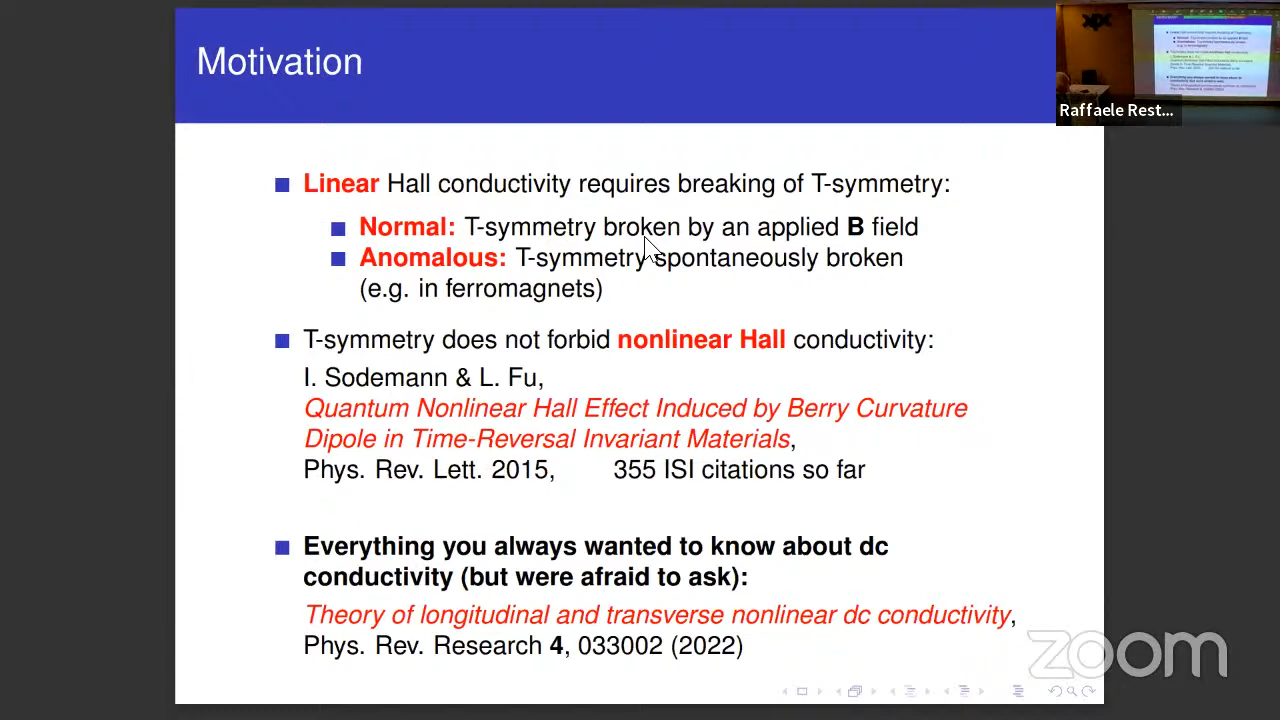 Motivation
Linear Hall conductivity requires breaking of T-symmetry:
Normal: T-symmetry broken by an applied B field
Anomalous: T-symmetry spontaneously broken
(e.g. in ferromagnets)
T-symmetry does not forbid nonlinear Hall conductivity:
I. Sodemann & L. Fu,
Quantum Nonlinear Hall Effect Induced by Berry Curvature
Dipole in Time-Reversal Invariant Materials,
Phys. Rev. Lett. 2015, 355 ISI citations so far
Everything you always wanted to know about dc
conductivity (but were afraid to ask):
Theory of longitudinal and transverse nonlinear dc conductivity,
Phys. Rev. Research 4, 033002 (2022)
Raffaele Rest...
zoom